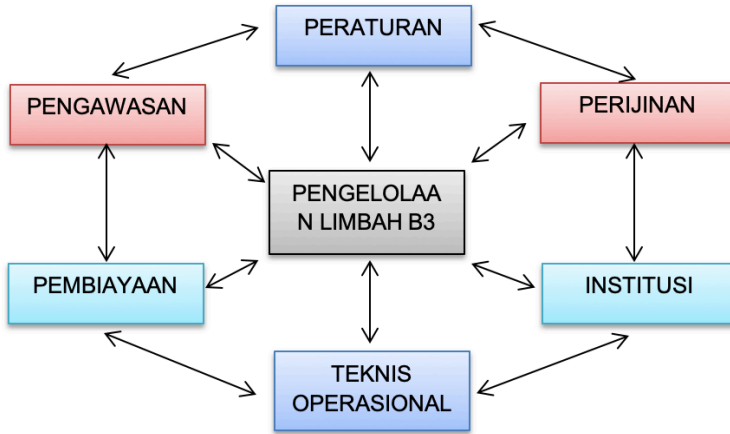 PERATURAN
PENGAWASAN
PERIJINAN
PENGELOLAA
N LIMBAH B3
PEMBIAYAAN
INSTITUSI
TEKNIS
OPERASIONAL